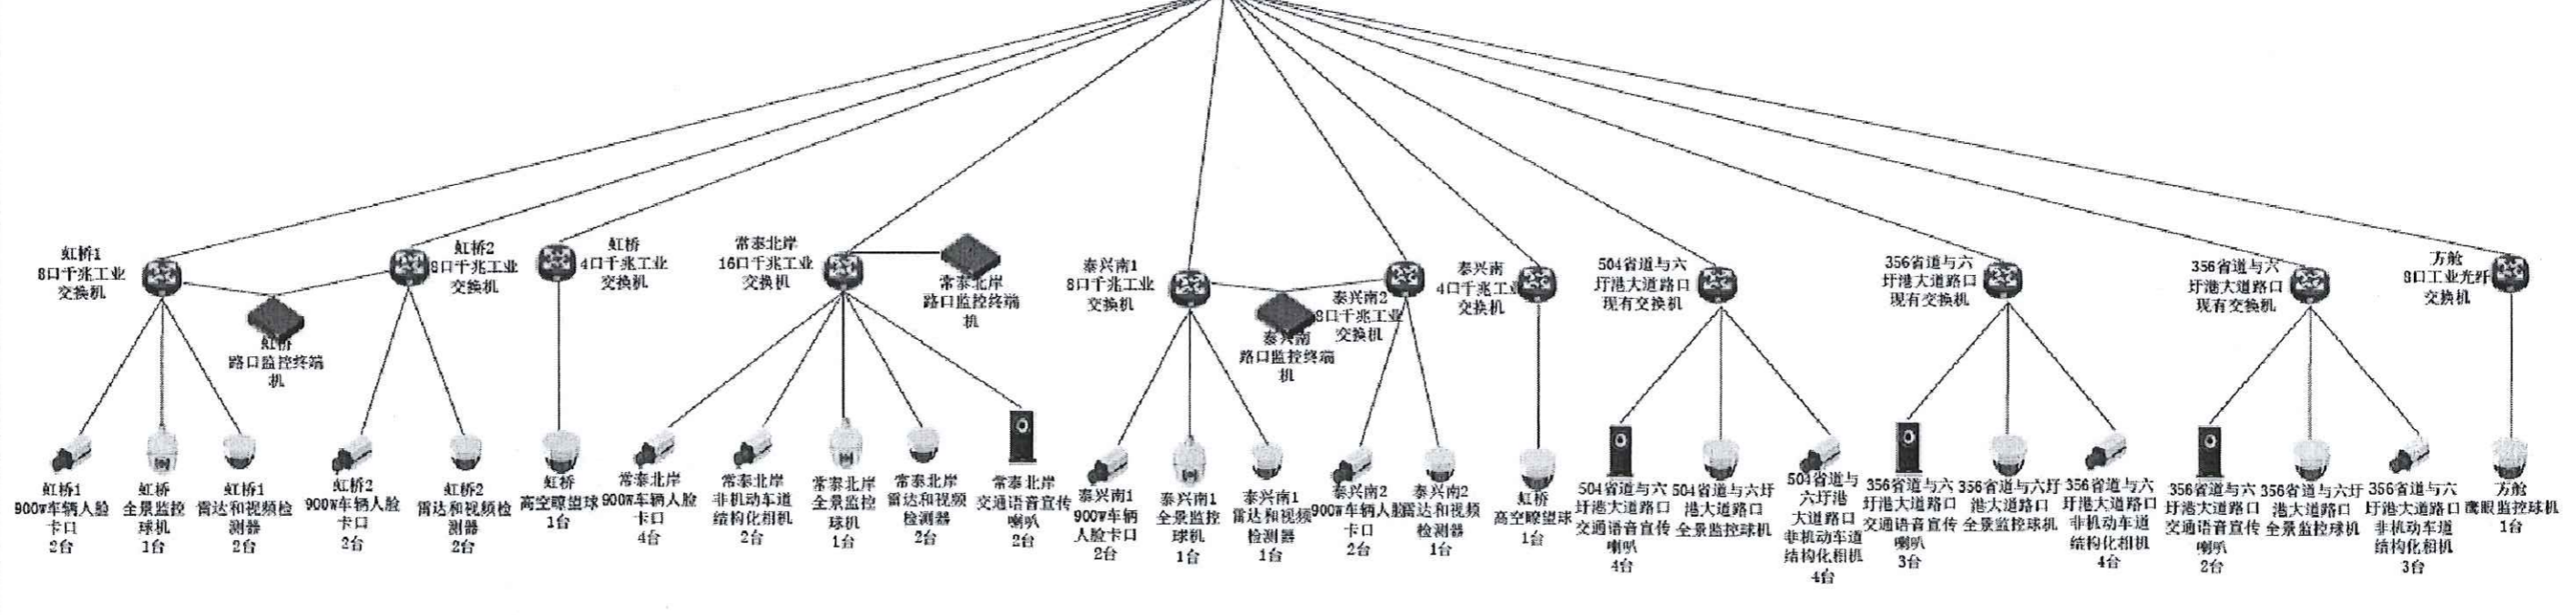 虹桥1
8口千兆工业
交换机
虹桥2
8口千兆工业
交换机
虹桥
4口千兆工业
交换机
常泰北岸
16口千兆工业
交换机
常泰北岸
路口监控终端
机
泰兴南1
8口千兆工业
交换机
泰兴南2
8口千兆工业
交换机
泰兴南
4口千兆工业
交换机
504省道与六
圩港大道路口
现有交换机
356省道与六
圩港大道路口
现有交换机
356省道与六
圩港大道路口
现有交换机
方舱
8口工业光纤
交换机
虹桥
路口监控终端
机
泰兴南
路口监控终端
机
虹桥1
900W车辆人脸
卡口
2台
虹桥
全景监控
球机
1台
虹桥1
雷达和视频检
测器
2台
虹桥2
900W车辆人脸
卡口
2台
虹桥2
雷达和视频检
测器
2台
虹桥
高空瞭望球
1台
常泰北岸
900W车辆人脸
卡口
4台
常泰北岸
非机动车道
结构化相机
2台
常泰北岸
全景监控
球机
1台
常泰北岸
雷达和视频
检测器
2台
常泰北岸
交通语音宣传
喇叭
2台
泰兴南1
900W车辆
人脸卡口
2台
泰兴南1
全景监控
球机
1台
泰兴南1
雷达和视频
检测器
1台
泰兴南2
900W车辆人脸
卡口
2台
泰兴南2
雷达和视频
检测器
1台
虹桥
高空瞭望球
1台
504省道与六
圩港大道路口
交通语音宣传
喇叭
4台
504省道与六圩
港大道路口
全景监控球机
504省道与
六圩港
大道路口
非机动车道
结构化相机
4台
356省道与六
圩港大道路口
交通语音宣传
喇叭
3台
356省道与六圩
港大道路口
全景监控球机
356省道与六
圩港大道路口
非机动车道
结构化相机
4台
356省道与六
圩港大道路口
交通语音宣传
喇叭
2台
356省道与六圩
港大道路口
全景监控球机
356省道与六
圩港大道路口
非机动车道
结构化相机
3台
方舱
鹰眼监控球机
1台